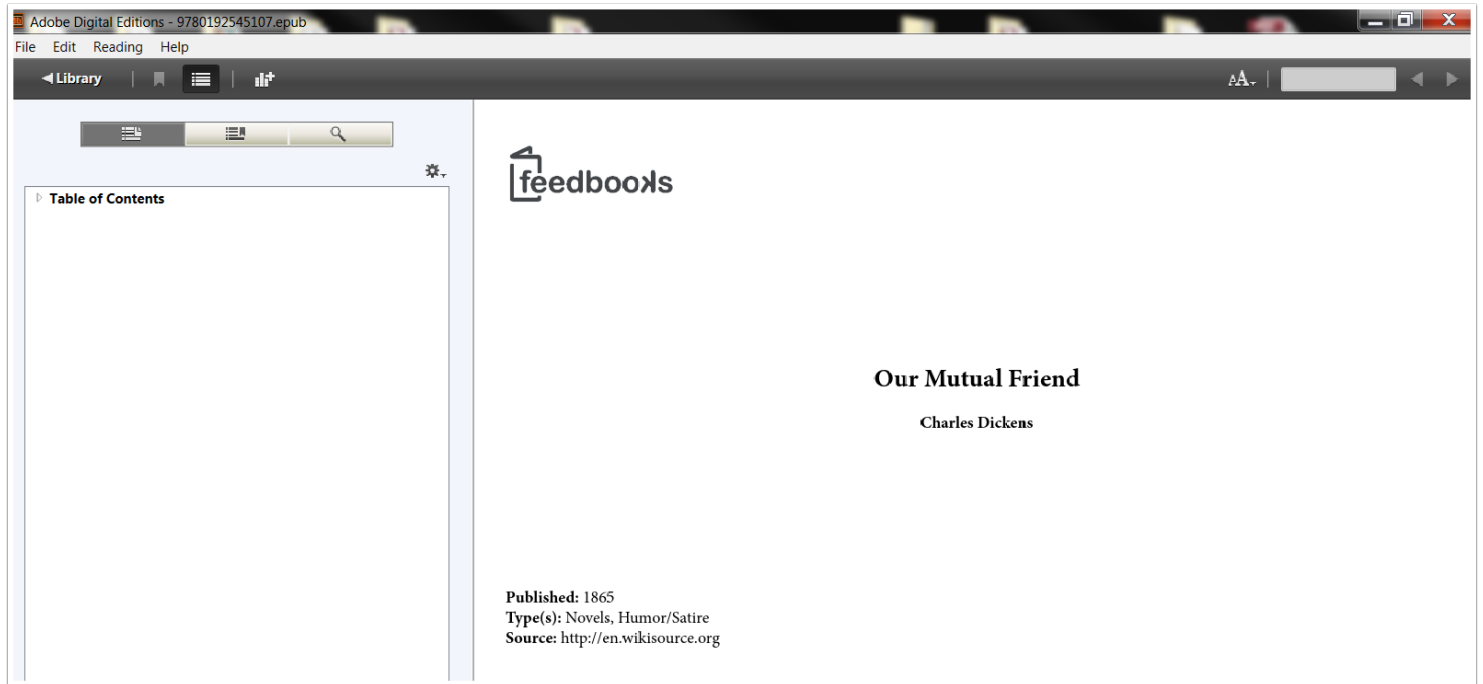 Adobe Digital Editions - 9780192545107.epub
File Edit Reading Help
Library
AA
Table of Contents
feedbooks
Our Mutual Friend
Charles Dickens
Published: 1865
Type(s): Novels, Humor/Satire
Source: http://en.wikisource.org